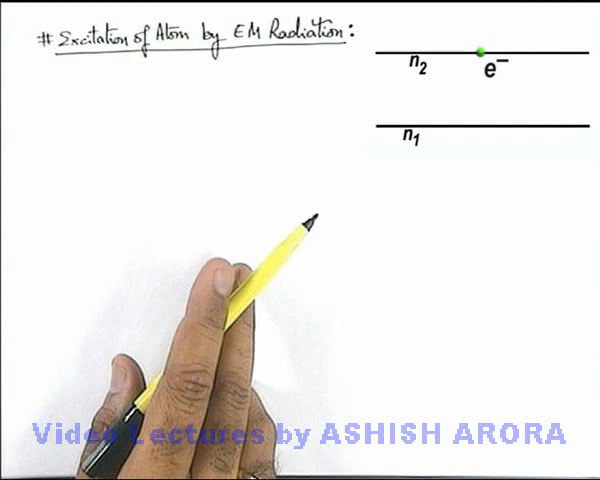 # Excitation of Atom by EM Radiation :
n2
e−
n1
Video Lectures by ASHISH ARORA